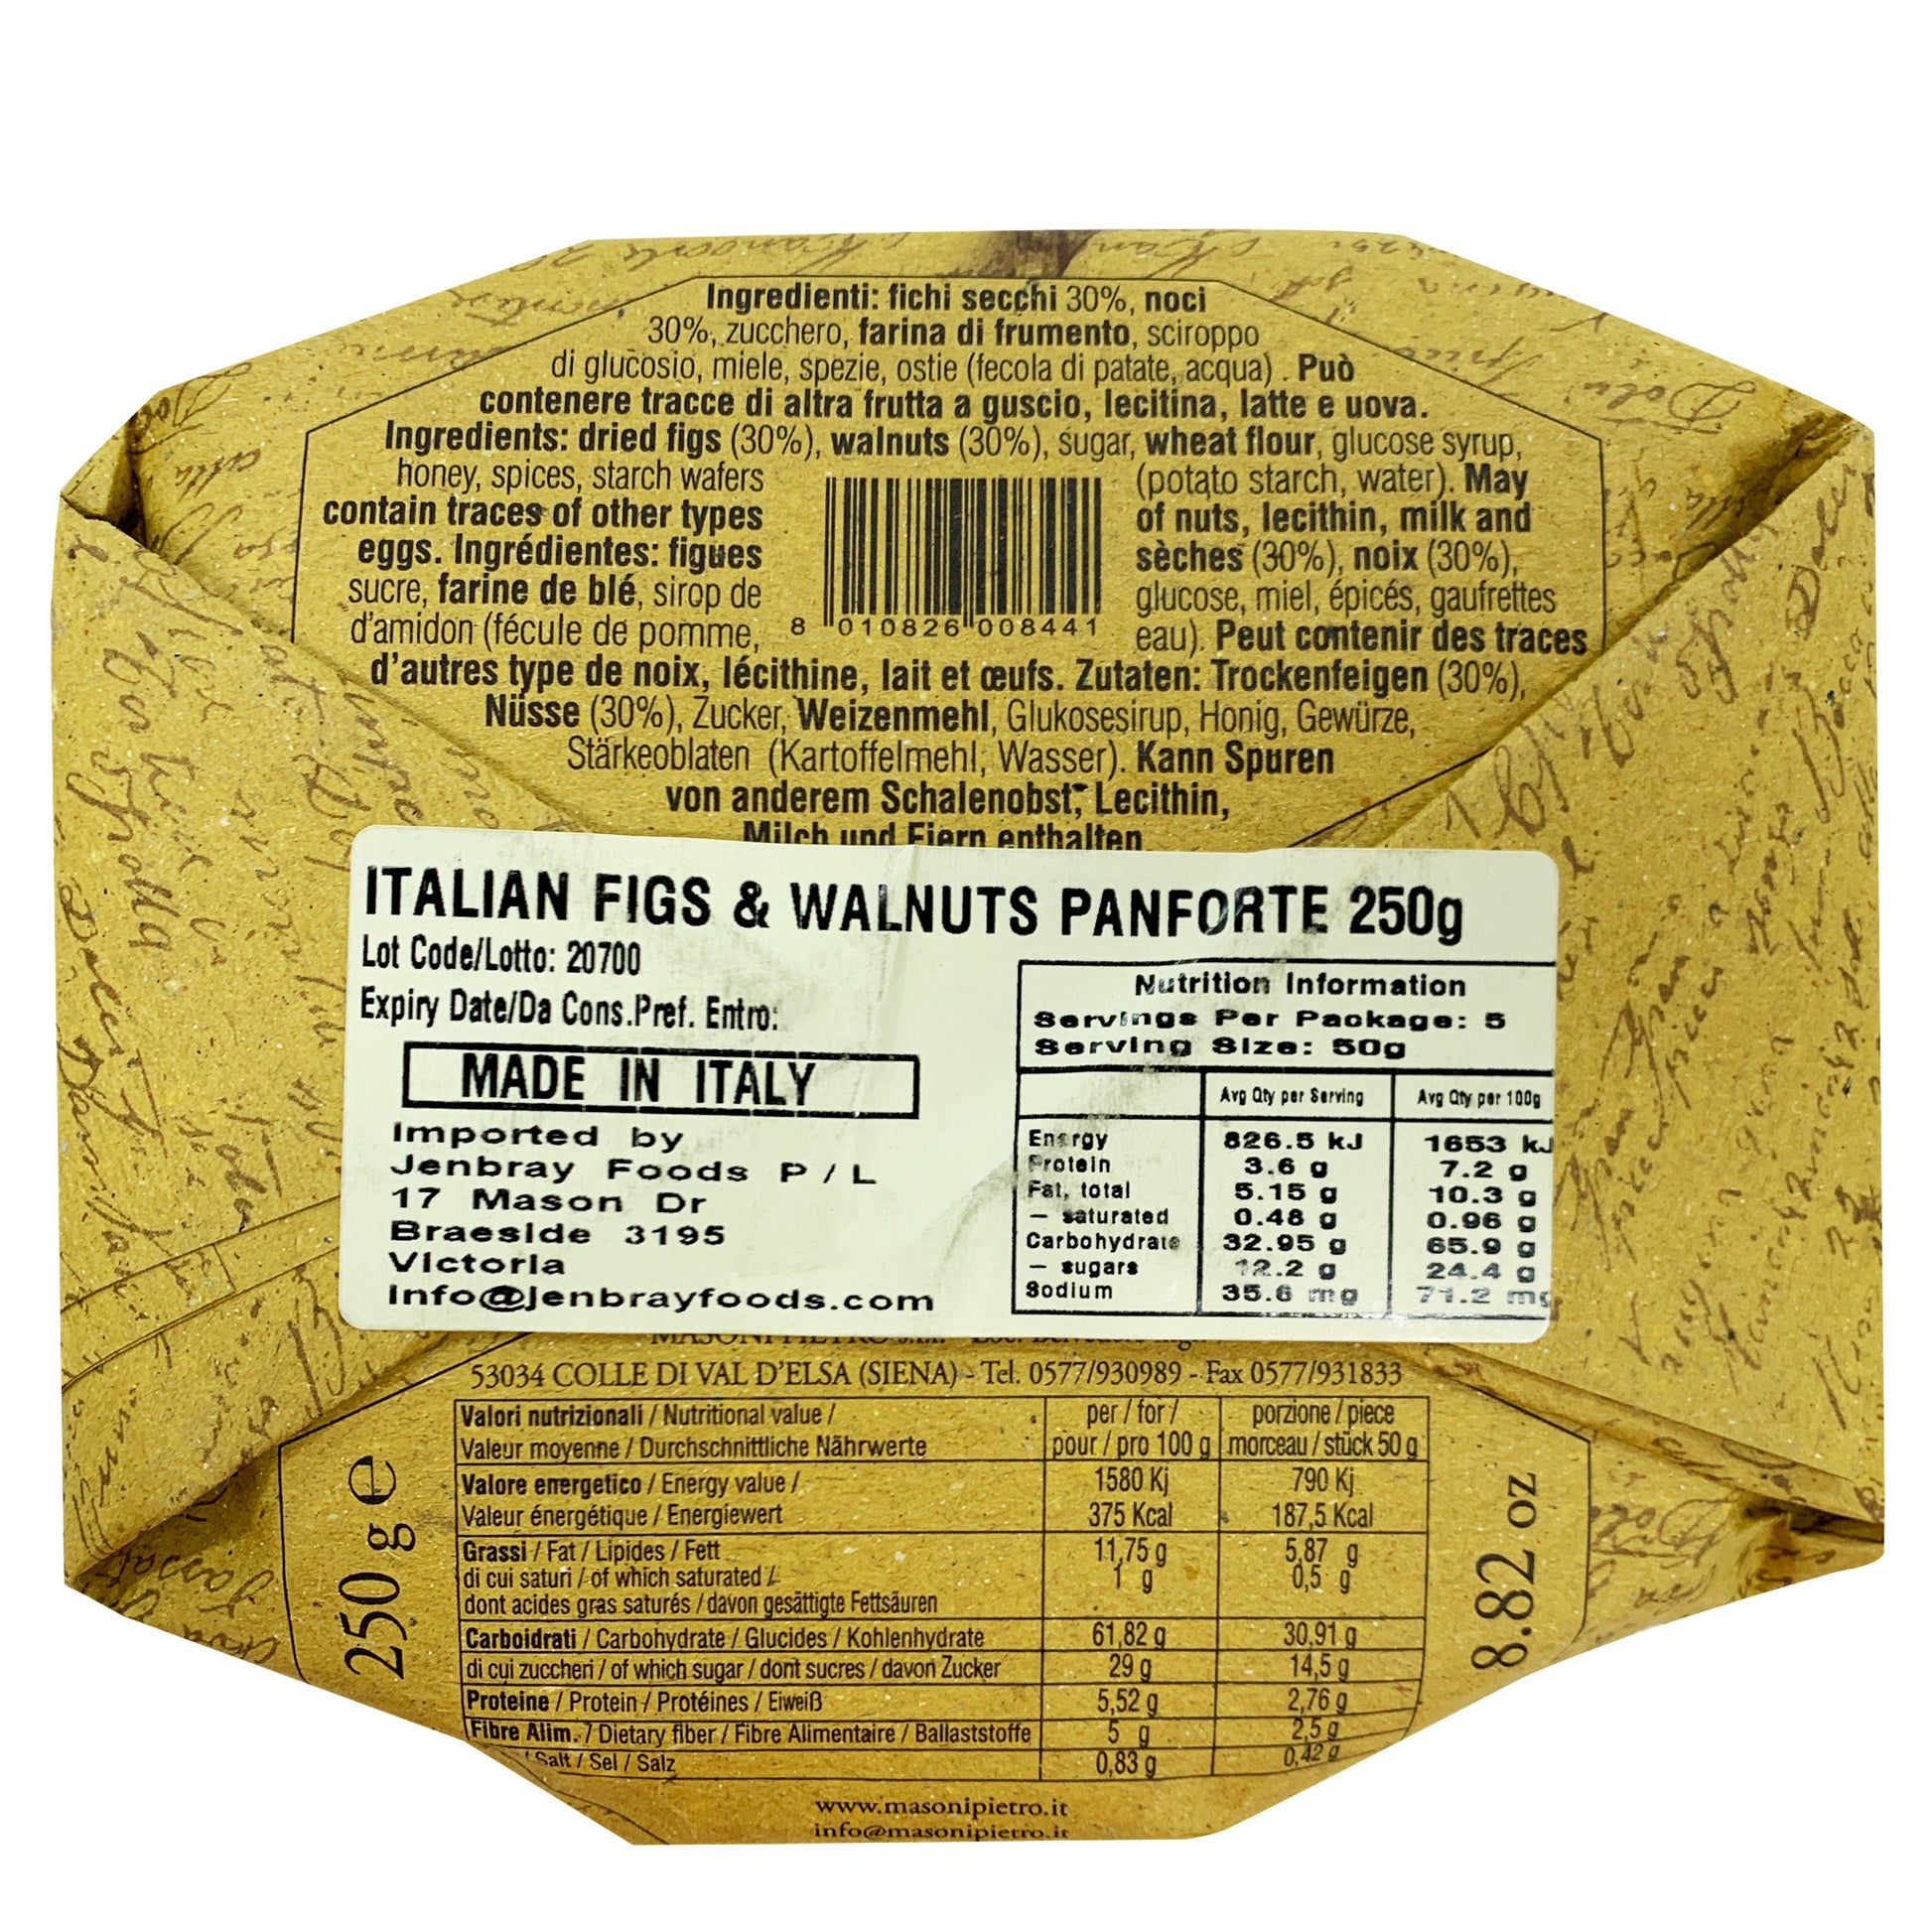 Ingredienti: fichi secchi 30%, noci
30%, zucchero, farina di frumento, sciroppo
di glucosio, miele, spezie, ostie (fecola di patate, acqua). Può
contenere tracce di altra frutta a guscio, lecitina, latte e uova.
Ingredients: dried figs (30%), walnuts (30%), sugar, wheat flour, glucose syrup,
honey, spices, starch wafers (potato starch, water). May
contain traces of other types of nuts, lecithin, milk and
eggs. Ingrédientes: figues sèches (30%), noix (30%),
sucre, farine de blé, sirop de glucose, miel, épicés, gaufrettes
d'amidon (fécule de pomme, eau). Peut contenir des traces
8 010826 008441
d'autres type de noix, lécithine, lait et œufs. Zutaten: Trockenfeigen (30%),
Nüsse (30%), Zucker, Weizenmehl, Glukosesirup, Honig, Gewürze,
Stärkeoblaten (Kartoffelmehl, Wasser). Kann Spuren
von anderem Schalenobst, Lecithin,
Milch und Eiern enthalten.
ITALIAN FIGS & WALNUTS PANFORTE 250g
Lot Code/Lotto: 20700
Expiry Date/Da Cons.Pref. Entro:
MADE IN ITALY
Imported by
Jenbray Foods P/L
17 Mason Dr
Braeside 3195
Victoria
Info@jenbrayfoods.com
Nutrition Information
Servings Per Package: 5
Serving Size: 50g
Avg Qty per Serving Avg Qty per 100g
Energy 826.5 kJ 1653 kJ
Protein 3.6 g 7.2 g
Fat, total 5.15 g 10.3 g
– saturated 0.48 g 0.96 g
Carbohydrate 32.95 g 65.9 g
– sugars 12.2 g 24.4 g
Sodium 35.6 mg 71.2 mg
53034 COLLE DI VAL D'ELSA (SIENA) - Tel. 0577/930989 - Fax 0577/931833
Valori nutrizionali / Nutritional value / per / for / porzione / piece
Valeur moyenne / Durchschnittliche Nährwerte pour / pro 100 g morceau / stück 50 g
Valore energetico / Energy value / 1580 Kj 790 Kj
Valeur énergétique / Energiewert 375 Kcal 187,5 Kcal
Grassi / Fat / Lipides / Fett 11,75 g 5,87 g
di cui saturi / of which saturated / 1 g 0,5 g
dont acides gras saturés / davon gesättigte Fettsäuren
Carboidrati / Carbohydrate / Glucides / Kohlenhydrate 61,82 g 30,91 g
di cui zuccheri / of which sugar / dont sucres / davon Zucker 29 g 14,5 g
Proteine / Protein / Protéines / Eiweiß 5,52 g 2,76 g
Fibre Alim. / Dietary fiber / Fibre Alimentaire / Ballaststoffe 5 g 2,5 g
/ Salt / Sel / Salz 0,83 g 0,42 g
250 g e
8.82 oz
www.masonipietro.it
info@masonipietro.it